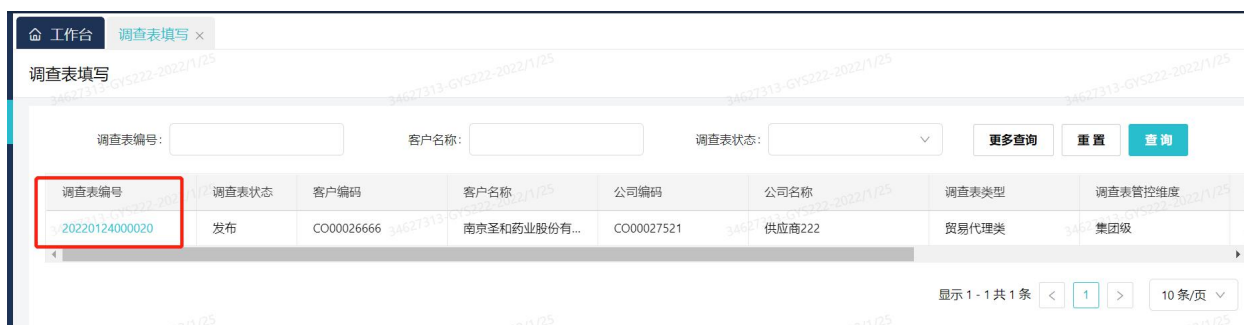 工作台 调查表填写 ×
调查表填写
调查表编号: 客户名称: 调查表状态: 更多查询 重置 查询
调查表编号 调查表状态 客户编码 客户名称 公司编码 公司名称 调查表类型 调查表管控维度
20220124000020 发布 CO00026666 南京圣和药业股份有... CO00027521 供应商222 贸易代理类 集团级
显示 1 - 1 共 1 条 < 1 > 10 条/页
34627313-GYS222-2022/1/25